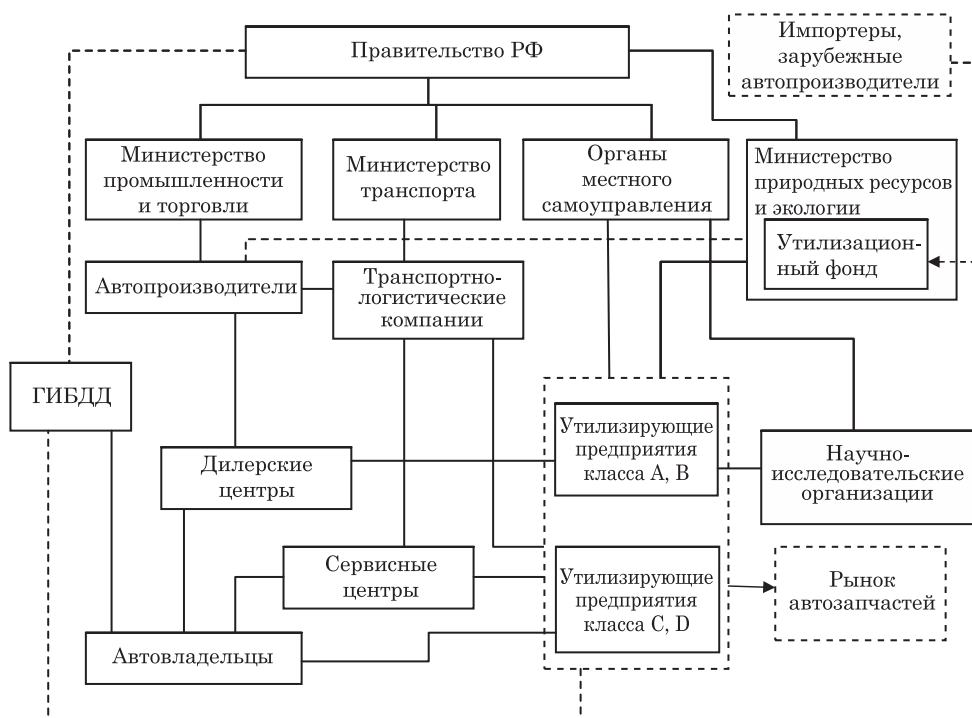 Правительство РФ
Импортеры,
зарубежные
автопроизводители
Министерство
промышленности
и торговли
Министерство
транспорта
Органы
местного
самоуправления
Министерство
природных ресурсов
и экологии
Утилизацион-
ный фонд
Автопроизводители
Транспортно-
логистические
компании
ГИБДД
Дилерские
центры
Утилизирующие
предприятия
класса А, В
Научно-
исследовательские
организации
Сервисные
центры
Утилизирующие
предприятия
класса С, D
Рынок
автозапчастей
Автовладельцы